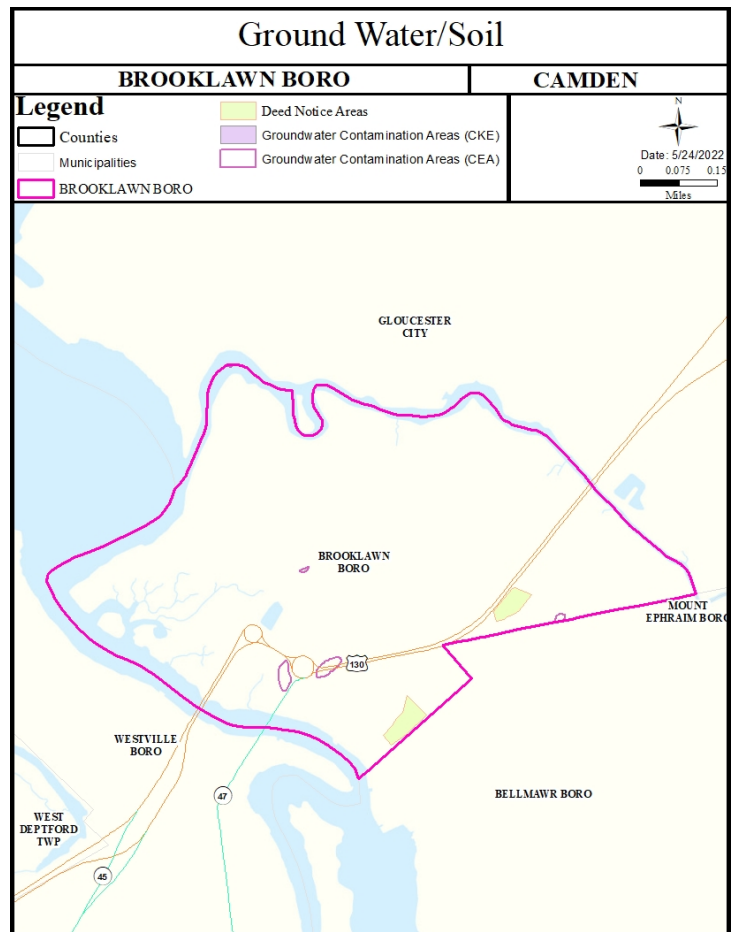 Ground Water/Soil
BROOKLAWN BORO
CAMDEN
Legend
Counties
Municipalities
BROOKLAWN BORO
Deed Notice Areas
Groundwater Contamination Areas (CKE)
Groundwater Contamination Areas (CEA)
N
Date: 5/24/2022
0 0.075 0.15
Miles
GLOUCESTER
CITY
BROOKLAWN
BORO
MOUNT
EPHRAIM BORO
130
WESTVILLE
BORO
47
BELLMAWR BORO
WEST
DEPTFORD
TWP
45